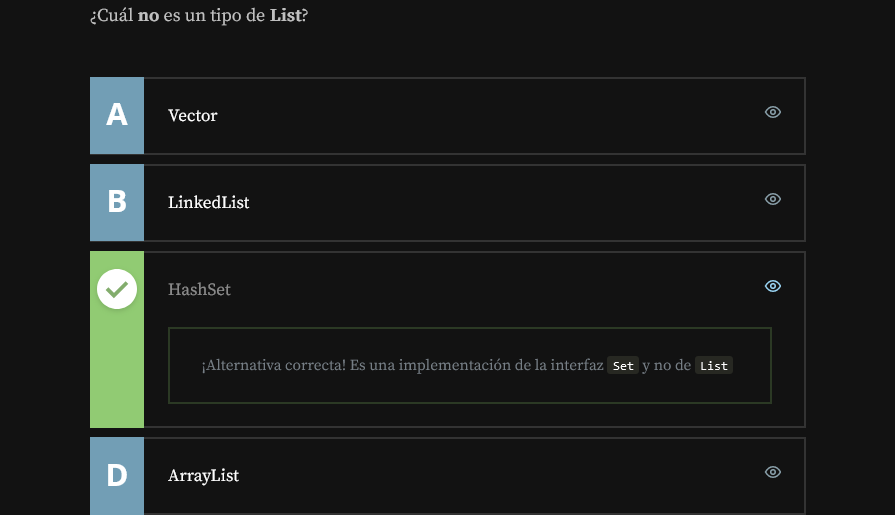 ¿Cuál no es un tipo de List?
A
Vector
B
LinkedList
HashSet
¡Alternativa correcta! Es una implementación de la interfaz Set y no de List
D
ArrayList